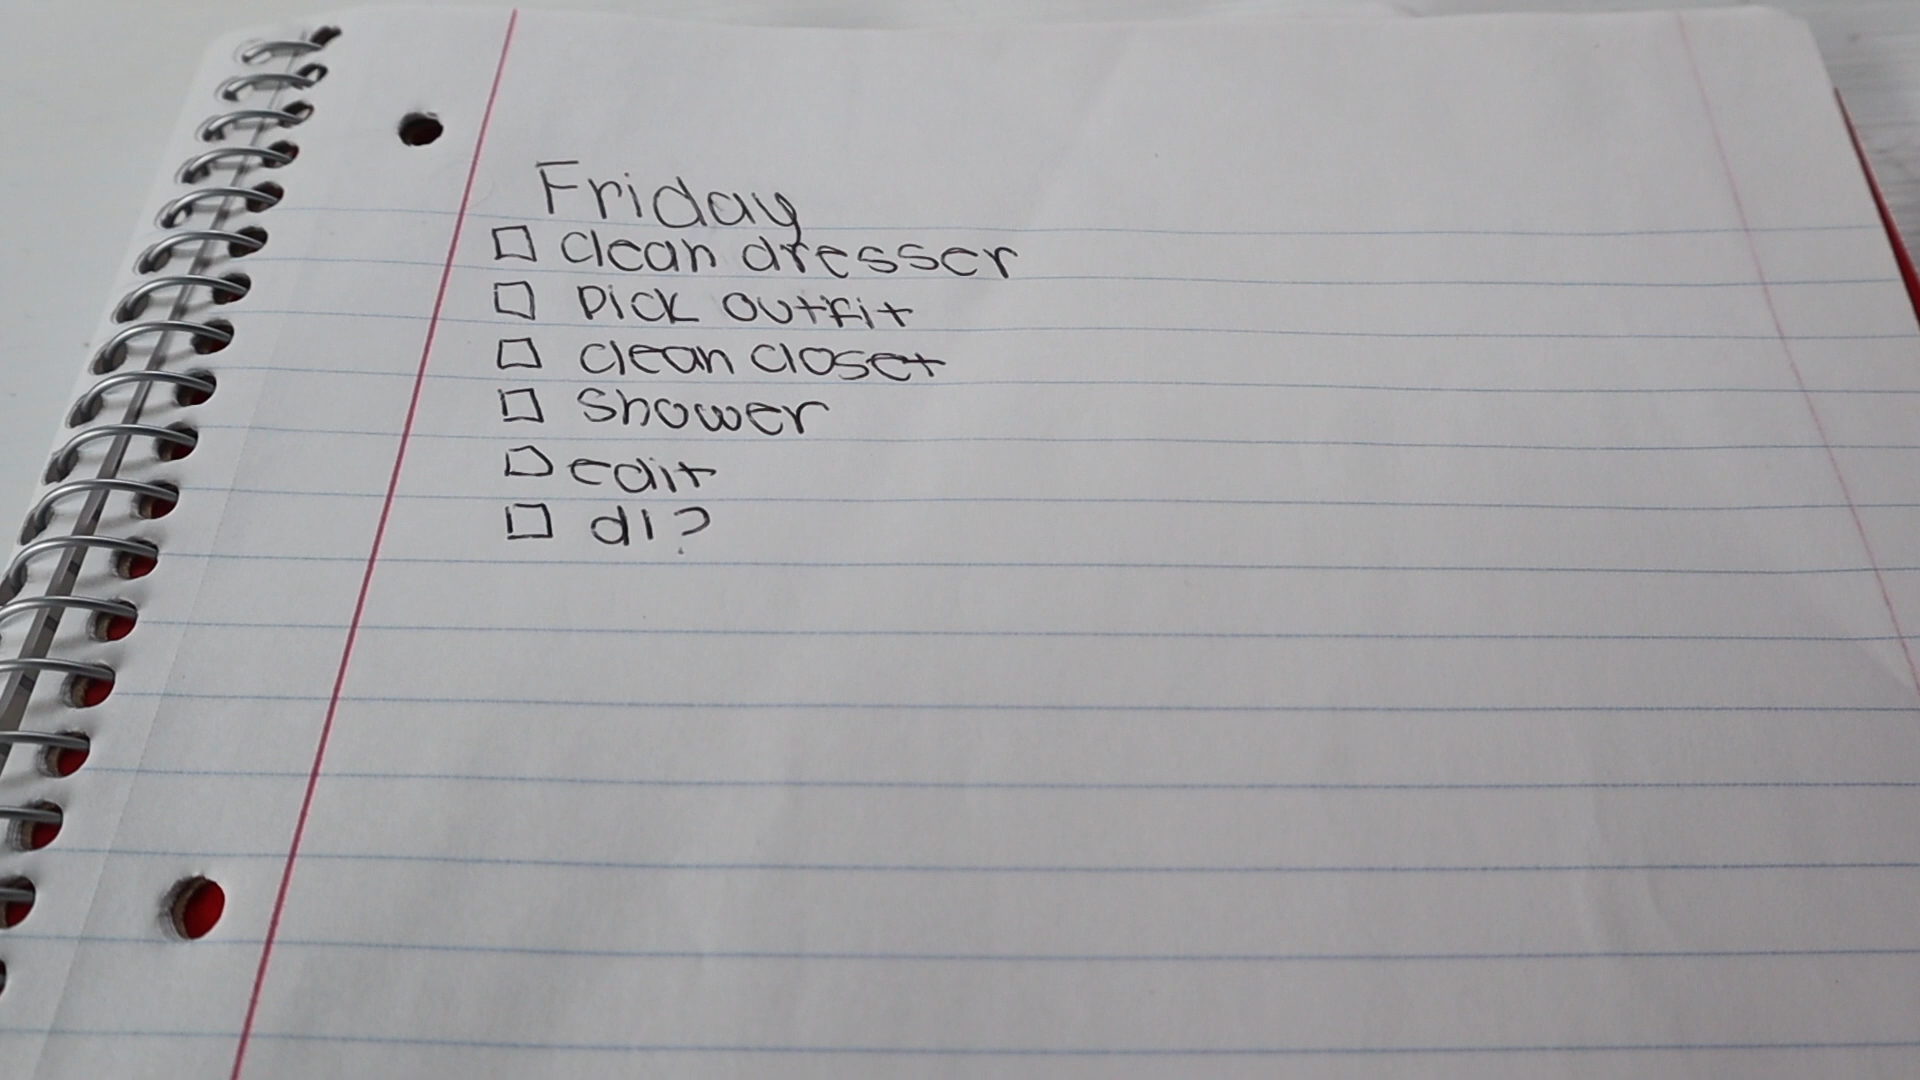 Friday
clean dresser
Pick outfit
clean closet
Shower
edit
di?